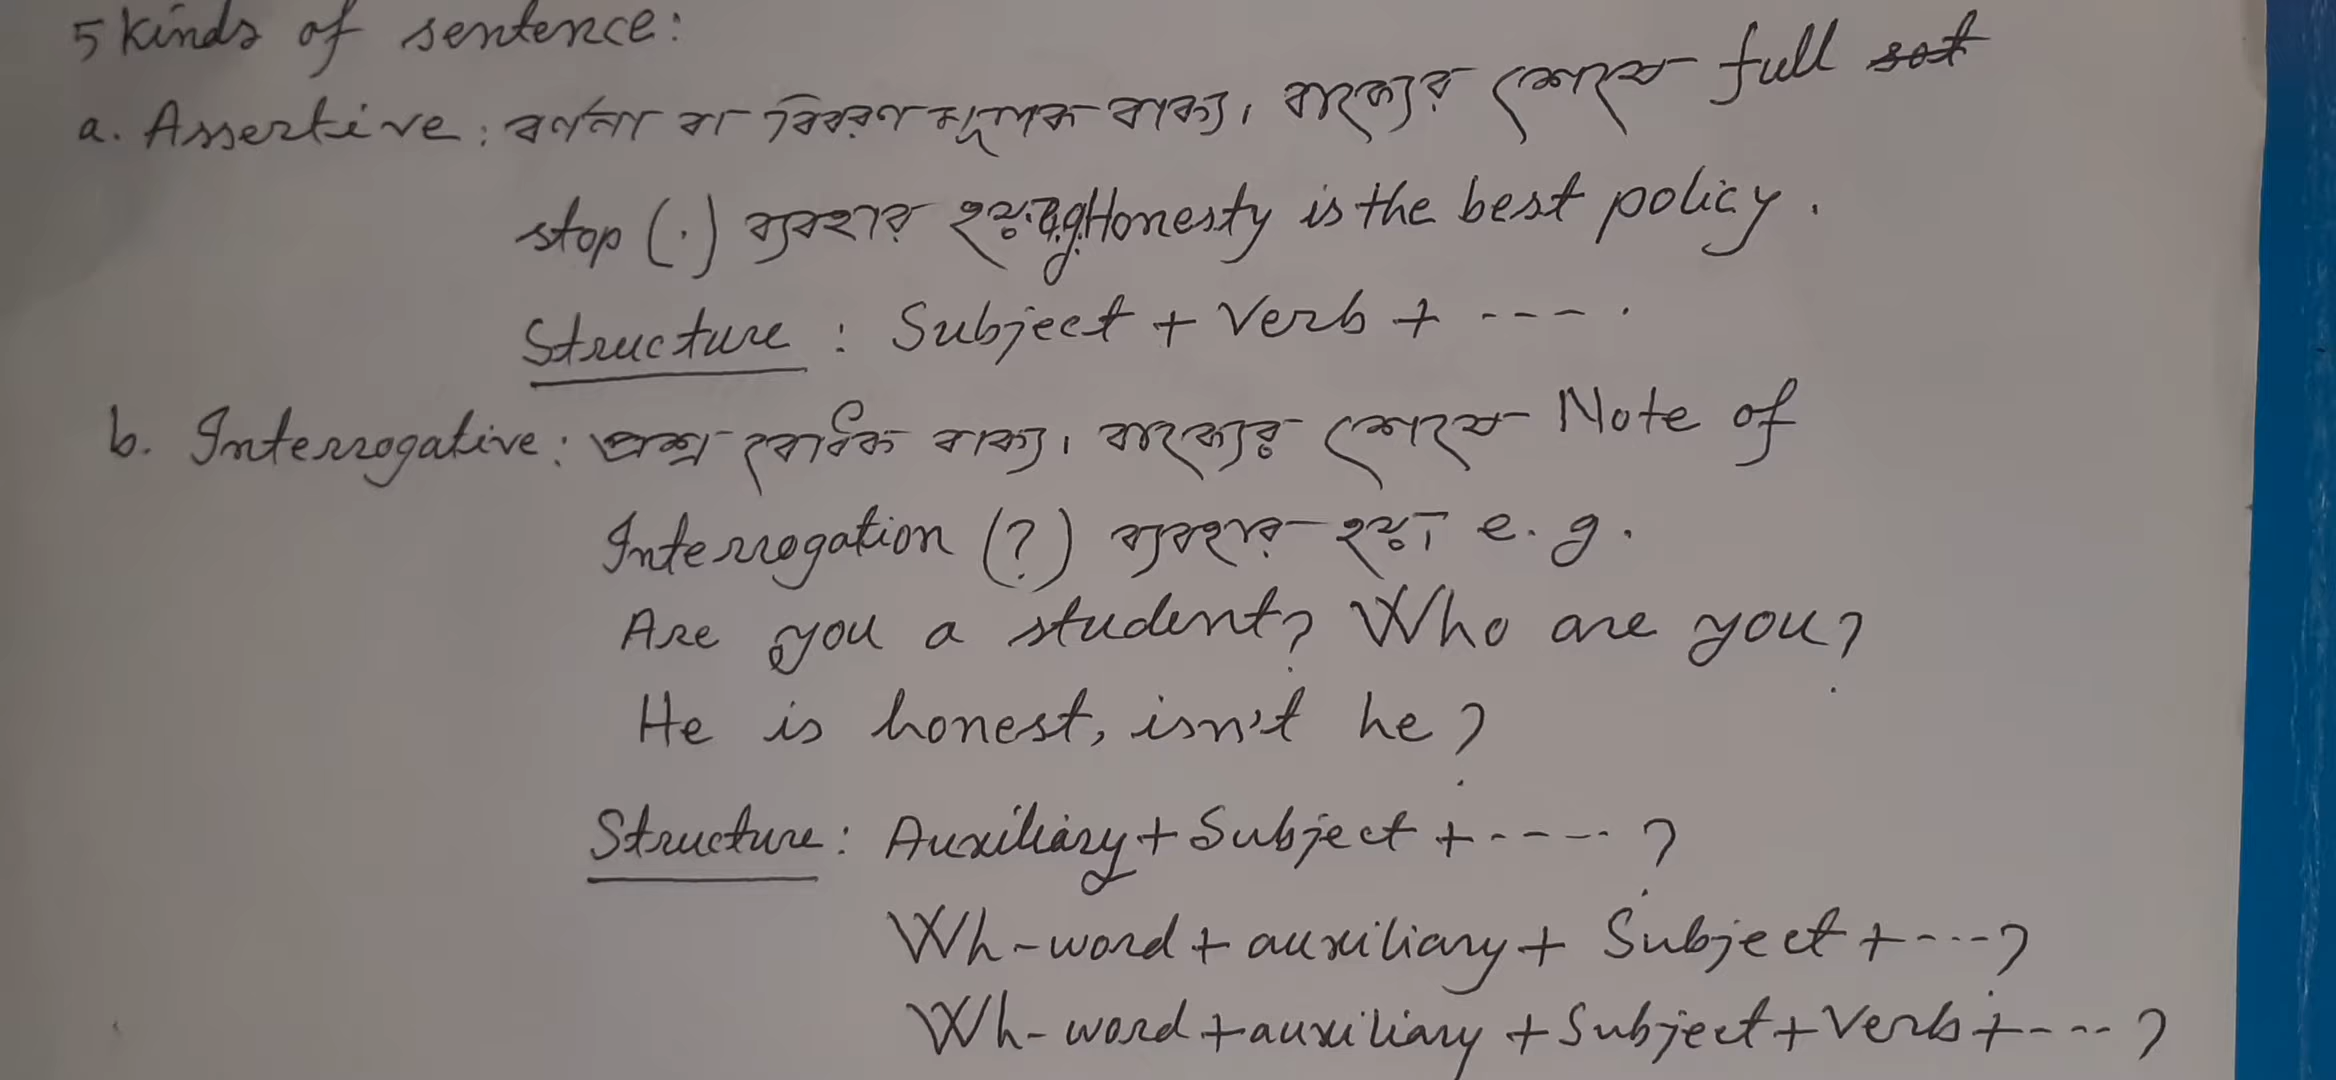 5 kinds of sentence:
a. Assertive: বর্ণনা বা বিবরণ মূলক বাক্য, বাক্যের শেষে full
stop (.) ব্যবহার হয়. e.g. Honesty is the best policy.
Structure : Subject + Verb + ---- .
b. Interrogative: প্রশ্ন বোধক বাক্য, বাক্যের শেষে Note of
Interrogation (?) ব্যবহার হয়। e.g.
Are you a student? Who are you?
He is honest, isn't he?
Structure: Auxiliary + Subject + ----- ?
Wh-word + auxiliary + Subject + ---- ?
Wh-word + auxiliary + Subject + Verb + ---- ?